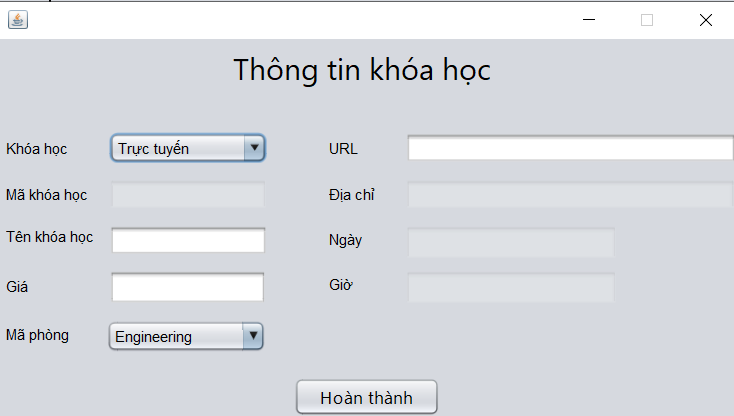 Thông tin khóa học
Khóa học Trực tuyến URL
Mã khóa học Địa chỉ
Tên khóa học Ngày
Giá Giờ
Mã phòng Engineering
Hoàn thành